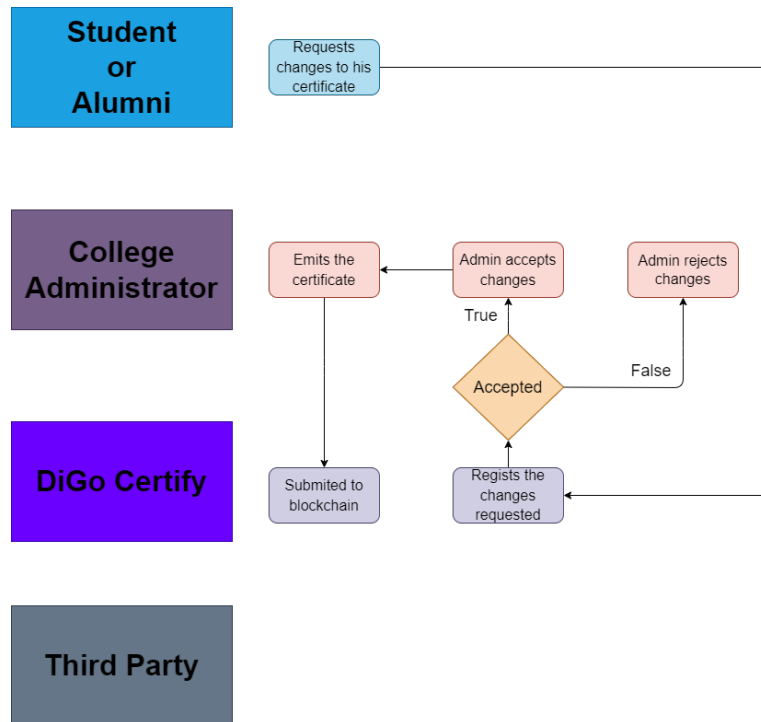 Student
or
Alumni
Requests
changes to his
certificate
College
Administrator
Emits the
certificate
Admin accepts
changes
Admin rejects
changes
True
False
Accepted
DiGo Certify
Submited to
blockchain
Regists the
changes
requested
Third Party